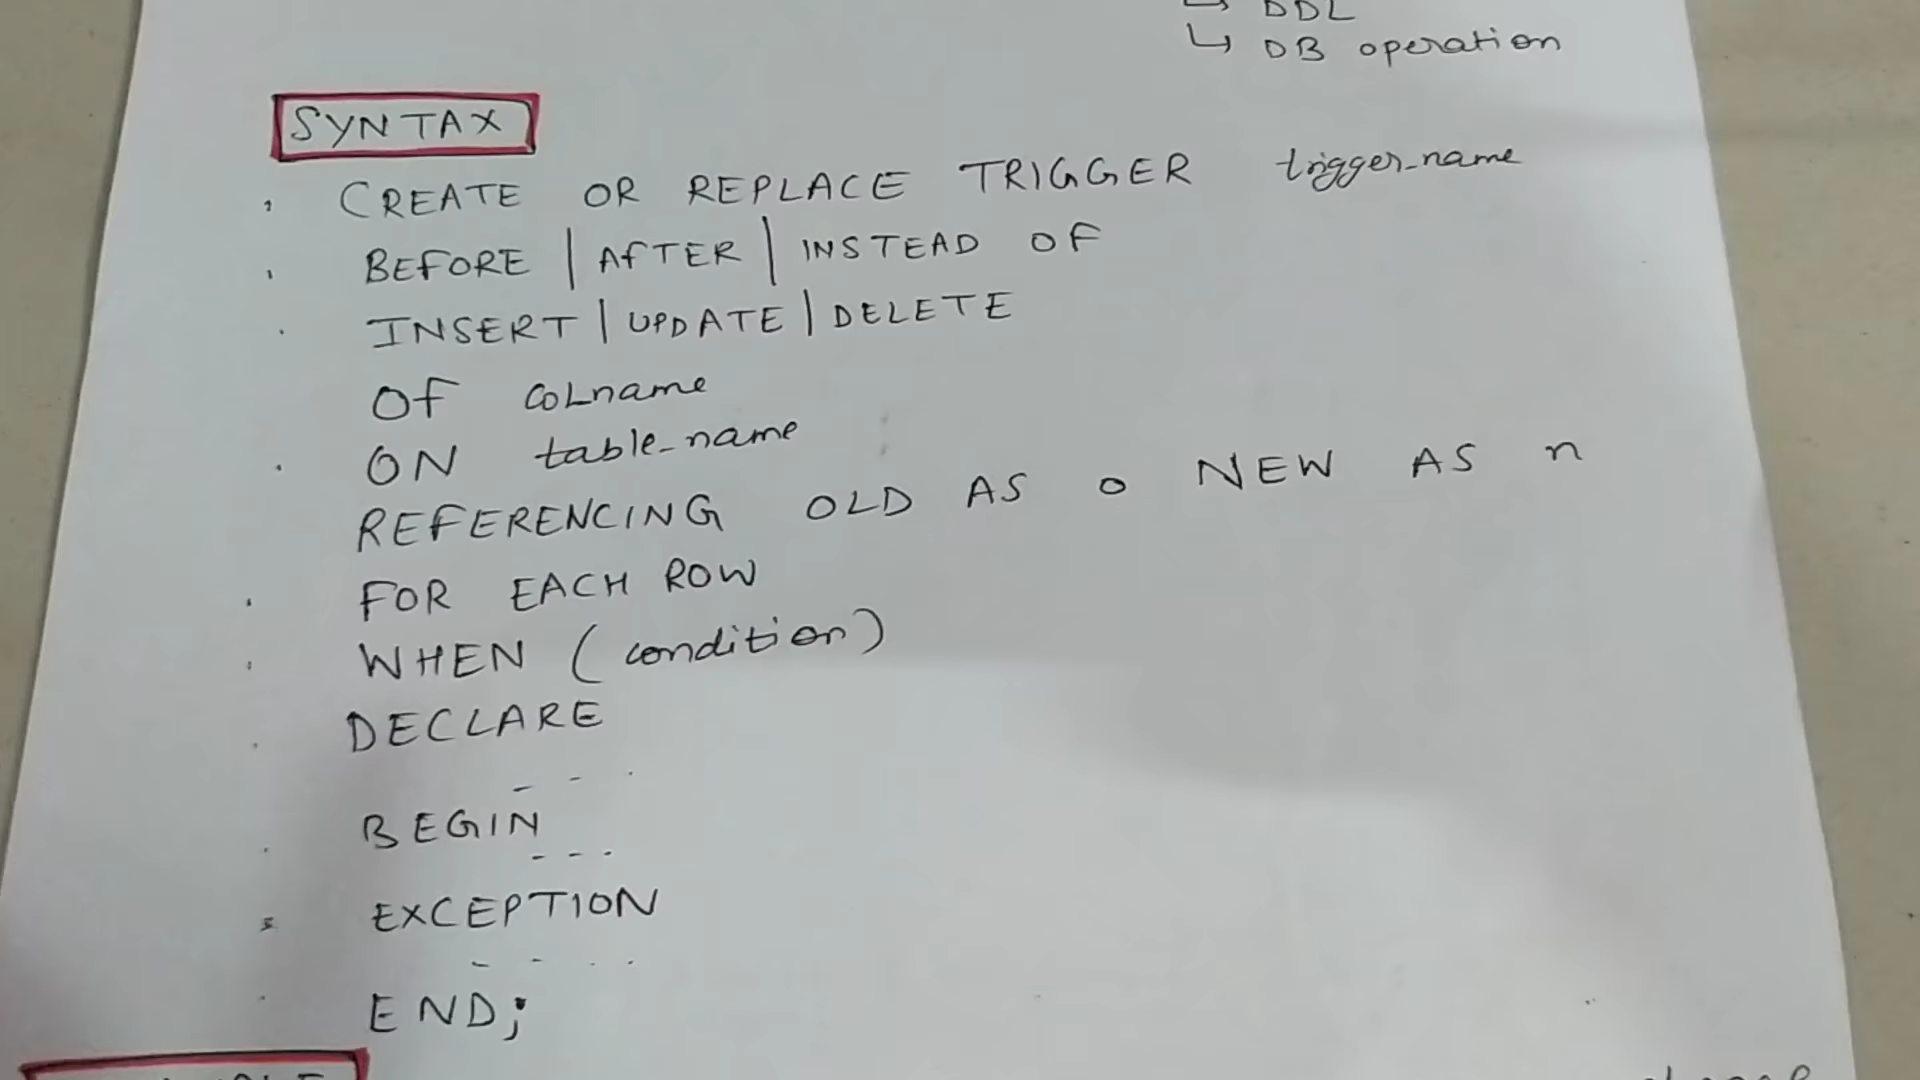 ↳ DDL
↳ DB operation
SYNTAX
CREATE OR REPLACE TRIGGER trigger_name
BEFORE | AFTER | INSTEAD OF
INSERT | UPDATE | DELETE
OF COLname
ON table_name
REFERENCING OLD AS o NEW AS n
FOR EACH ROW
WHEN (condition)
DECLARE
- - .
BEGIN
- - -
EXCEPTION
- - . .
END;